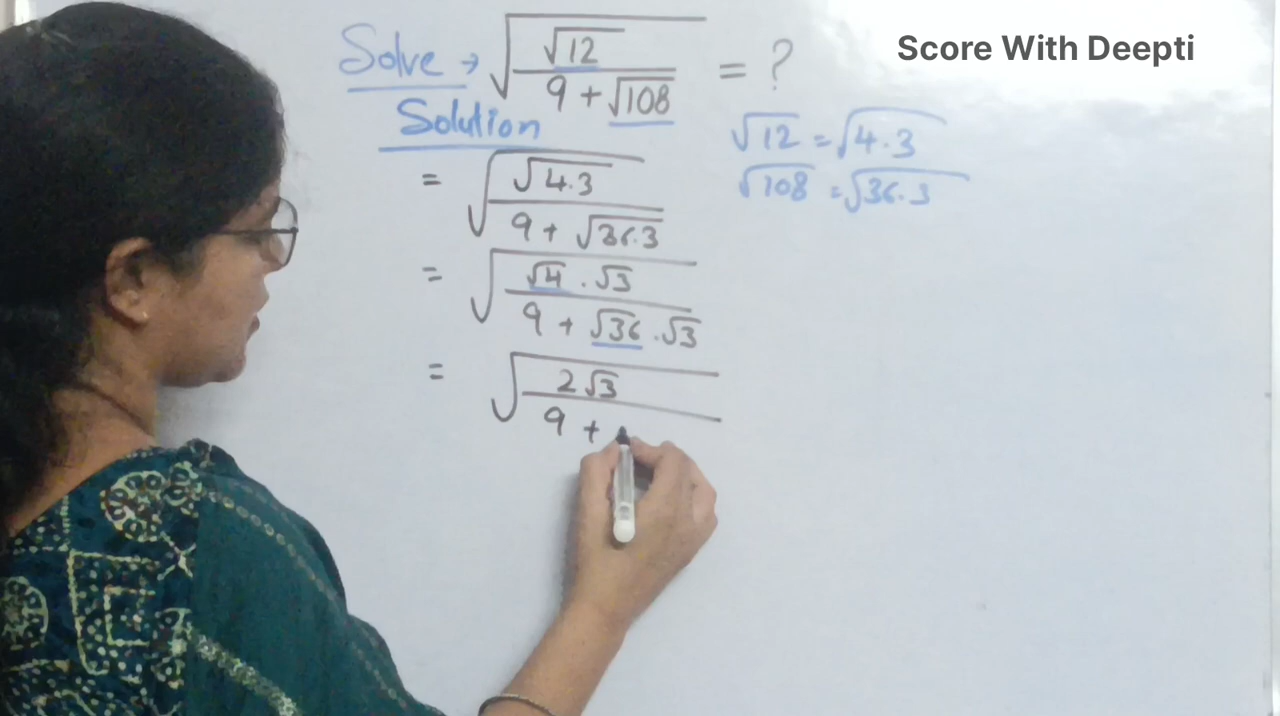 Score With Deepti
Solve → √(√12 / (9 + √108)) = ?
Solution
√12 = √4.3
√108 = √36.3
= √(√4.3 / (9 + √36.3))
= √(√4 . √3 / (9 + √36 . √3))
= √(2√3 / (9 +